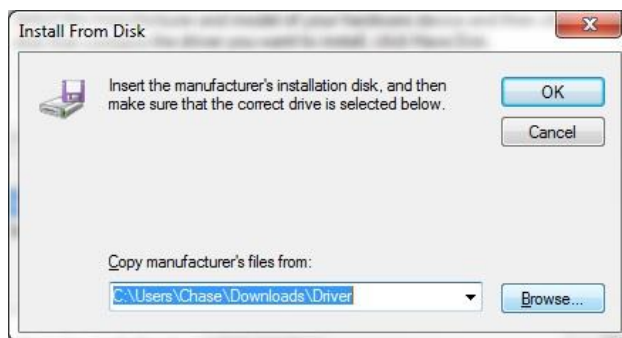 Install From Disk
Insert the manufacturer's installation disk, and then
make sure that the correct drive is selected below.
OK
Cancel
Copy manufacturer's files from:
C:\Users\Chase\Downloads\Driver
Browse...